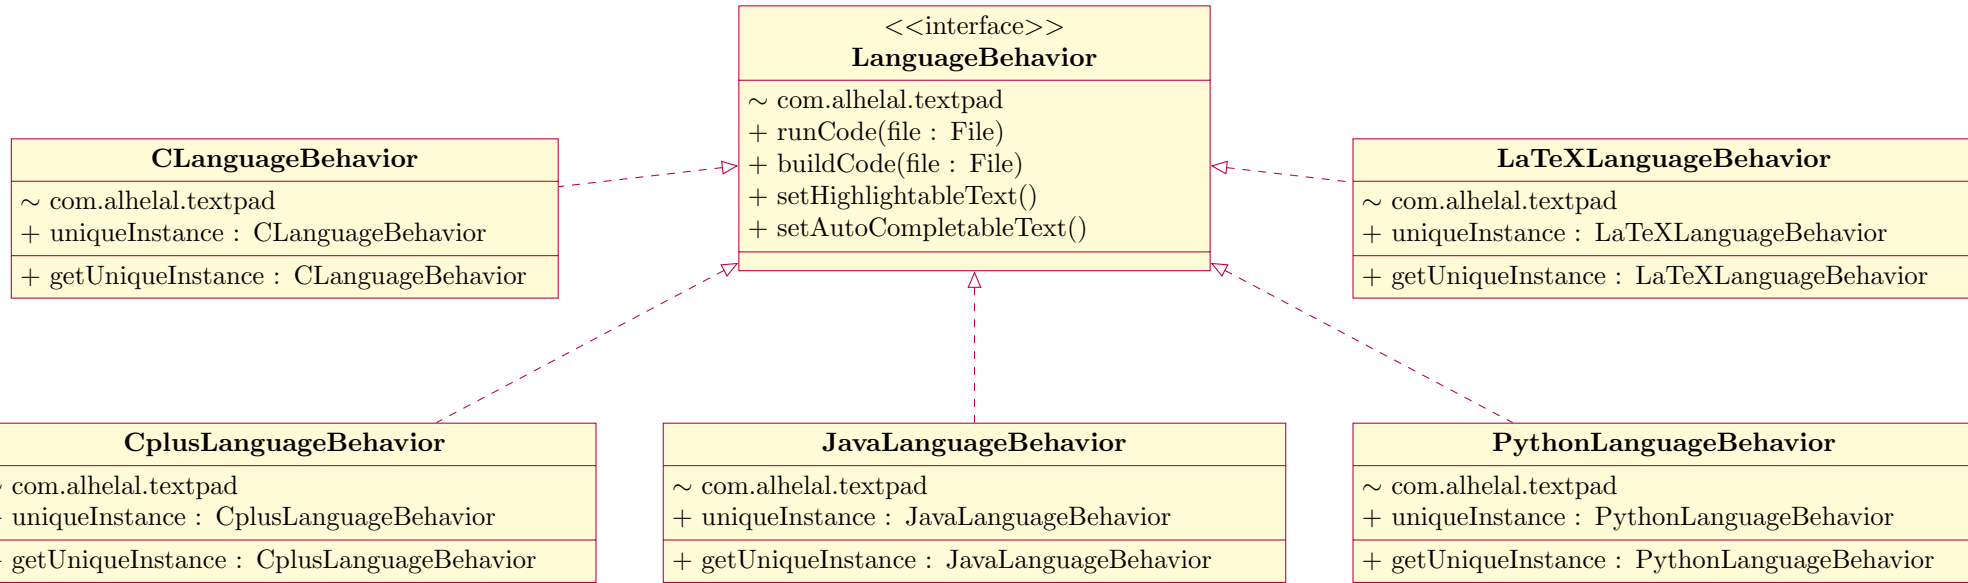 <<interface>>
LanguageBehavior
∼ com.alhelal.textpad
+ runCode(file : File)
+ buildCode(file : File)
+ setHighlightableText()
+ setAutoCompletableText()
CLanguageBehavior
∼ com.alhelal.textpad
+ uniqueInstance : CLanguageBehavior
+ getUniqueInstance : CLanguageBehavior
LaTeXLanguageBehavior
∼ com.alhelal.textpad
+ uniqueInstance : LaTeXLanguageBehavior
+ getUniqueInstance : LaTeXLanguageBehavior
CplusLanguageBehavior
∼ com.alhelal.textpad
+ uniqueInstance : CplusLanguageBehavior
+ getUniqueInstance : CplusLanguageBehavior
JavaLanguageBehavior
∼ com.alhelal.textpad
+ uniqueInstance : JavaLanguageBehavior
+ getUniqueInstance : JavaLanguageBehavior
PythonLanguageBehavior
∼ com.alhelal.textpad
+ uniqueInstance : PythonLanguageBehavior
+ getUniqueInstance : PythonLanguageBehavior